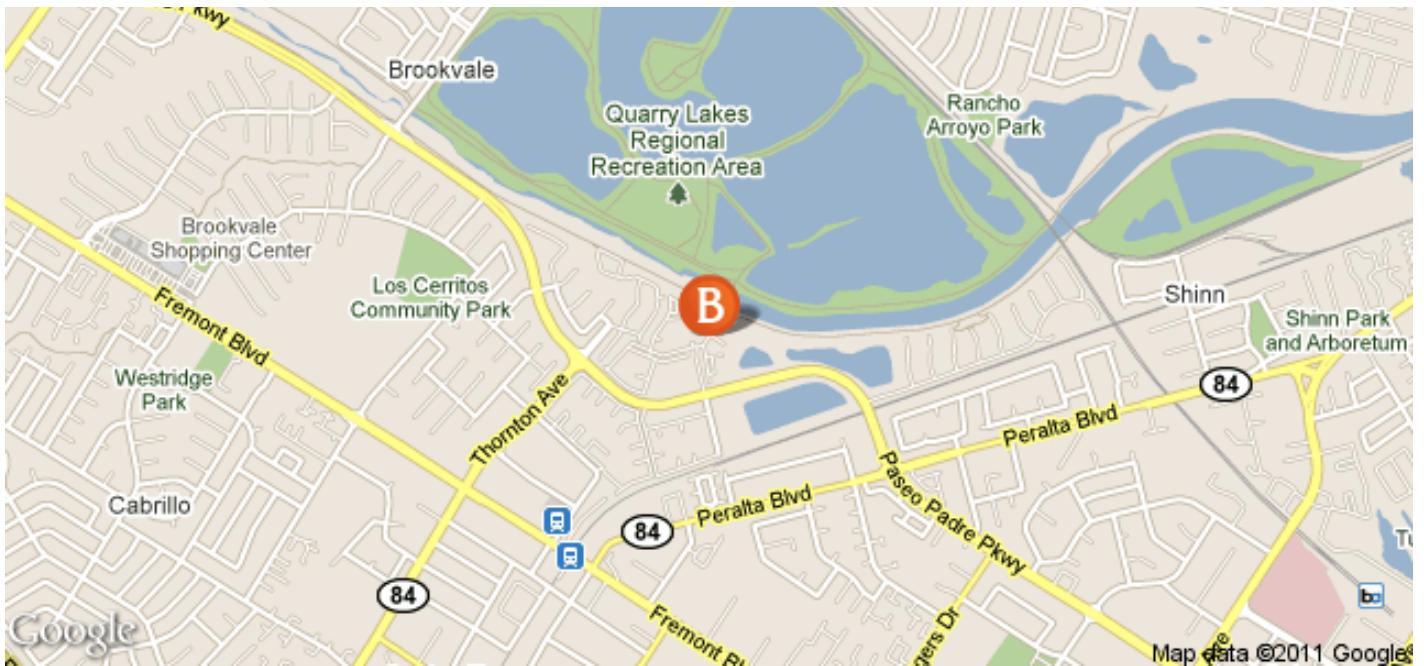 Pkwy
Brookvale
Quarry Lakes
Regional
Recreation Area
Rancho
Arroyo Park
Brookvale
Shopping Center
Los Cerritos
Community Park
B
Shinn
Shinn Park
and Arboretum
Fremont Blvd
Westridge
Park
Thornton Ave
84
Peralta Blvd
Cabrillo
Peralta Blvd
Paseo Padre Pkwy
84
84
Fremont
Google
Map data ©2011 Google